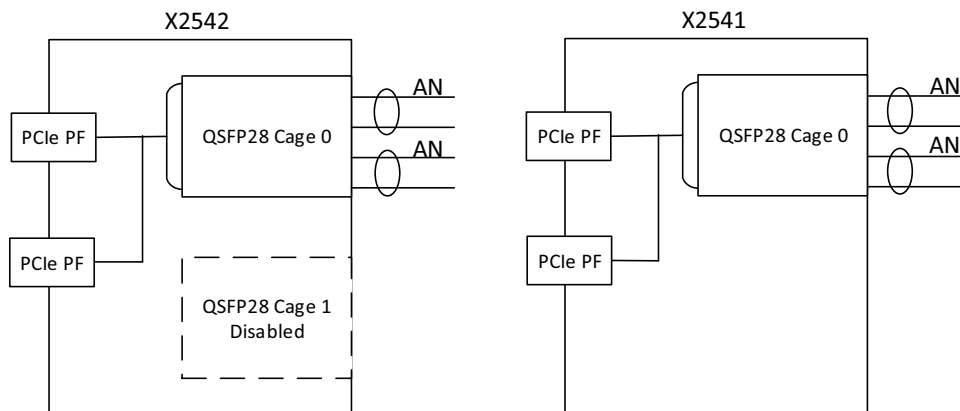 X2542
AN
PCIe PF
QSFP28 Cage 0
AN
PCIe PF
QSFP28 Cage 1
Disabled
X2541
AN
PCIe PF
QSFP28 Cage 0
AN
PCIe PF